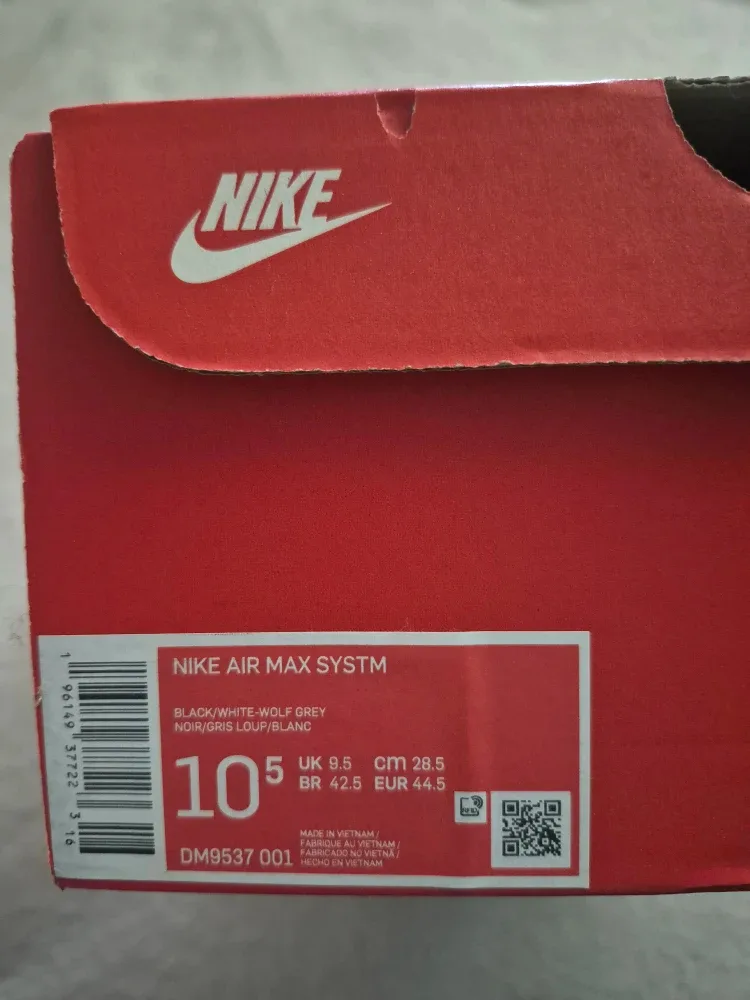 NIKE
NIKE AIR MAX SYSTM
BLACK/WHITE-WOLF GREY
NOIR/GRIS LOUP/BLANC
10 5
UK 9.5 cm 28.5
BR 42.5 EUR 44.5
DM9537 001
MADE IN VIETNAM /
FABRIQUE AU VIETNAM /
FABRICADO NO VIETNÃ /
HECHO EN VIETNAM
1 96149 37722 3 16